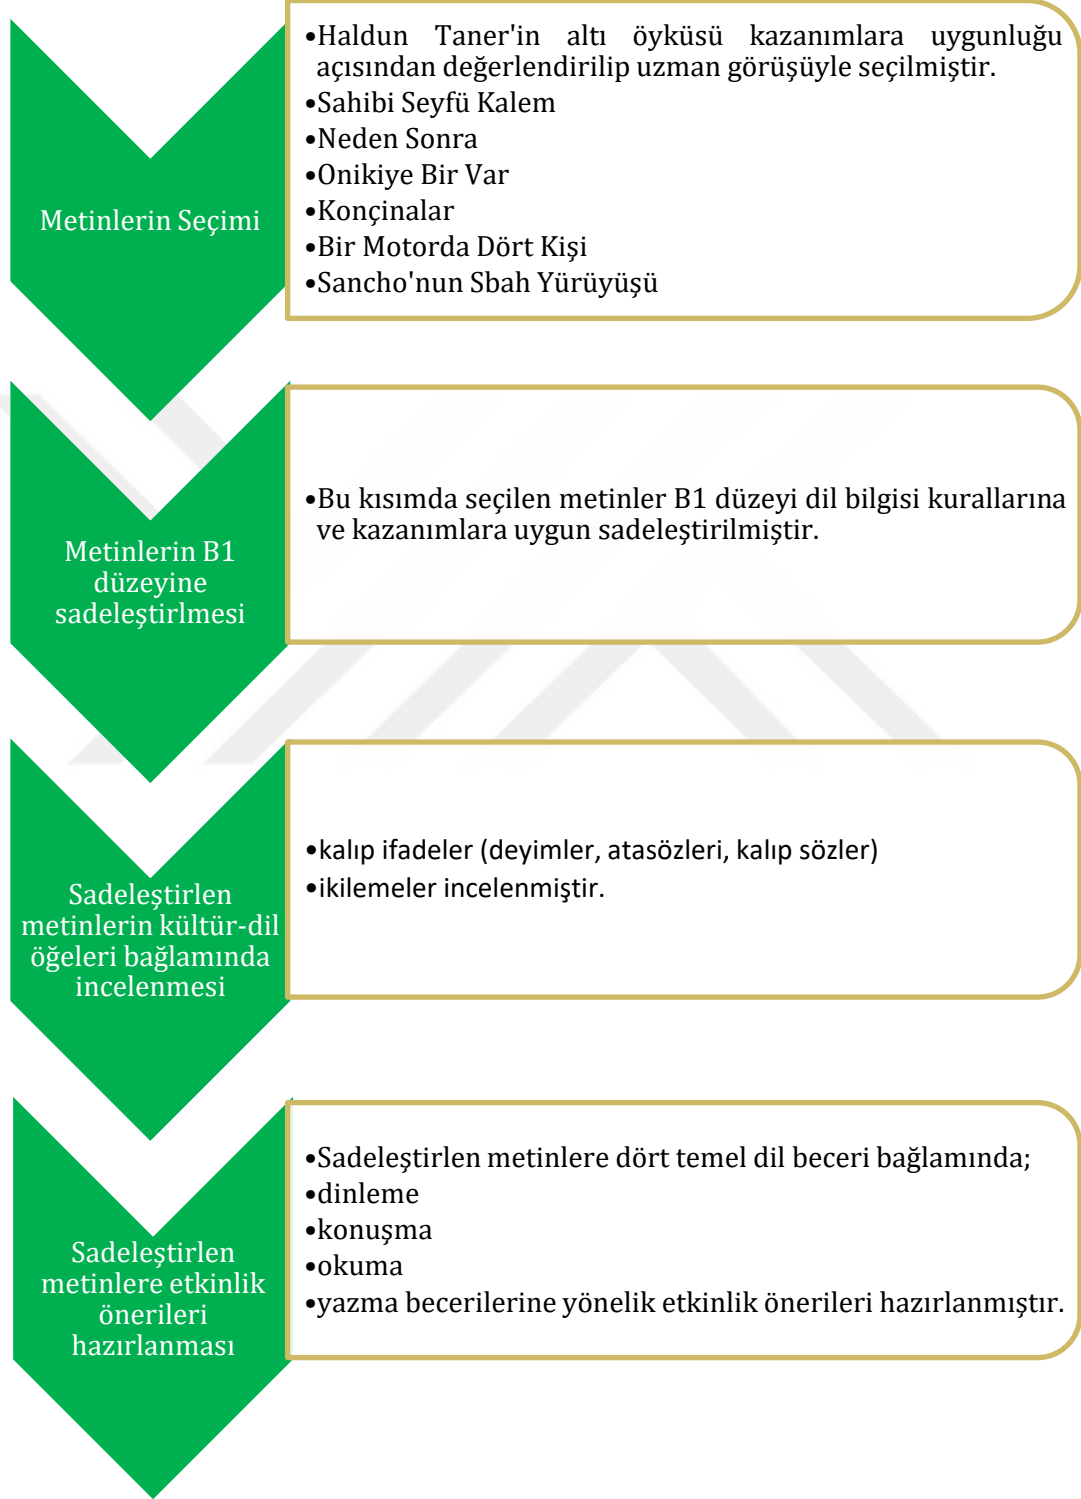 Metinlerin Seçimi
•Haldun Taner'in altı öyküsü kazanımlara uygunluğu
açısından değerlendirilip uzman görüşüyle seçilmiştir.
•Sahibi Seyfü Kalem
•Neden Sonra
•Onikiye Bir Var
•Konçinalar
•Bir Motorda Dört Kişi
•Sancho'nun Sbah Yürüyüşü
Metinlerin B1
düzeyine
sadeleştirlmesi
•Bu kısımda seçilen metinler B1 düzeyi dil bilgisi kurallarına
ve kazanımlara uygun sadeleştirilmiştir.
Sadeleştirlen
metinlerin kültür-dil
öğeleri bağlamında
incelenmesi
•kalıp ifadeler (deyimler, atasözleri, kalıp sözler)
•ikilemeler incelenmiştir.
Sadeleştirlen
metinlere etkinlik
önerileri
hazırlanması
•Sadeleştirlen metinlere dört temel dil beceri bağlamında;
•dinleme
•konuşma
•okuma
•yazma becerilerine yönelik etkinlik önerileri hazırlanmıştır.